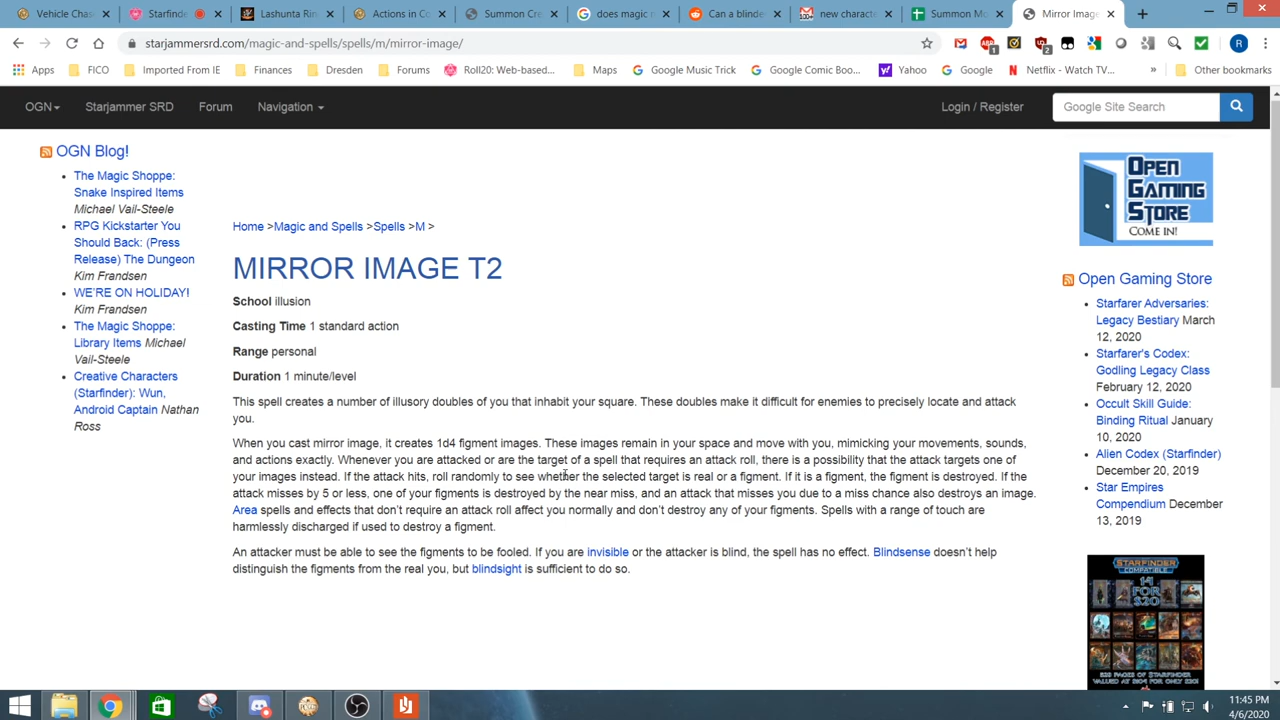 Vehicle Chas
Starfinde
Lashunta Rin
Actions in Co
Summon Cre
does magic n
Can a blinde
new characte
Summon Mo
Mirror Imag
starjammersrd.com/magic-and-spells/spells/m/mirror-image/
Apps FICO Imported From IE Finances Dresden Forums Roll20: Web-based... Maps Google Music Trick Google Comic Boo... Yahoo Google Netflix - Watch TV... » Other bookmarks
OGN Starjammer SRD Forum Navigation Login / Register Google Site Search
OGN Blog!
The Magic Shoppe:
Snake Inspired Items
Michael Vail-Steele
RPG Kickstarter You
Should Back: (Press
Release) The Dungeon
Kim Frandsen
WE'RE ON HOLIDAY!
Kim Frandsen
The Magic Shoppe:
Library Items Michael
Vail-Steele
Creative Characters
(Starfinder): Wun,
Android Captain Nathan
Ross
Home >Magic and Spells >Spells >M >
MIRROR IMAGE T2
School illusion
Casting Time 1 standard action
Range personal
Duration 1 minute/level
This spell creates a number of illusory doubles of you that inhabit your square. These doubles make it difficult for enemies to precisely locate and attack
you.
When you cast mirror image, it creates 1d4 figment images. These images remain in your space and move with you, mimicking your movements, sounds,
and actions exactly. Whenever you are attacked or are the target of a spell that requires an attack roll, there is a possibility that the attack targets one of
your images instead. If the attack hits, roll randomly to see whether the selected target is real or a figment. If it is a figment, the figment is destroyed. If the
attack misses by 5 or less, one of your figments is destroyed by the near miss, and an attack that misses you due to a miss chance also destroys an image.
Area spells and effects that don't require an attack roll affect you normally and don't destroy any of your figments. Spells with a range of touch are
harmlessly discharged if used to destroy a figment.
An attacker must be able to see the figments to be fooled. If you are invisible or the attacker is blind, the spell has no effect. Blindsense doesn't help
distinguish the figments from the real you, but blindsight is sufficient to do so.
OPEN
GAMING
STORE
COME IN!
Open Gaming Store
Starfarer Adversaries:
Legacy Bestiary March
12, 2020
Starfarer's Codex:
Godling Legacy Class
February 12, 2020
Occult Skill Guide:
Binding Ritual January
10, 2020
Alien Codex (Starfinder)
December 20, 2019
Star Empires
Compendium December
13, 2019
STARFINDER
COMPATIBLE
14
FOR
$20
11:45 PM
4/6/2020